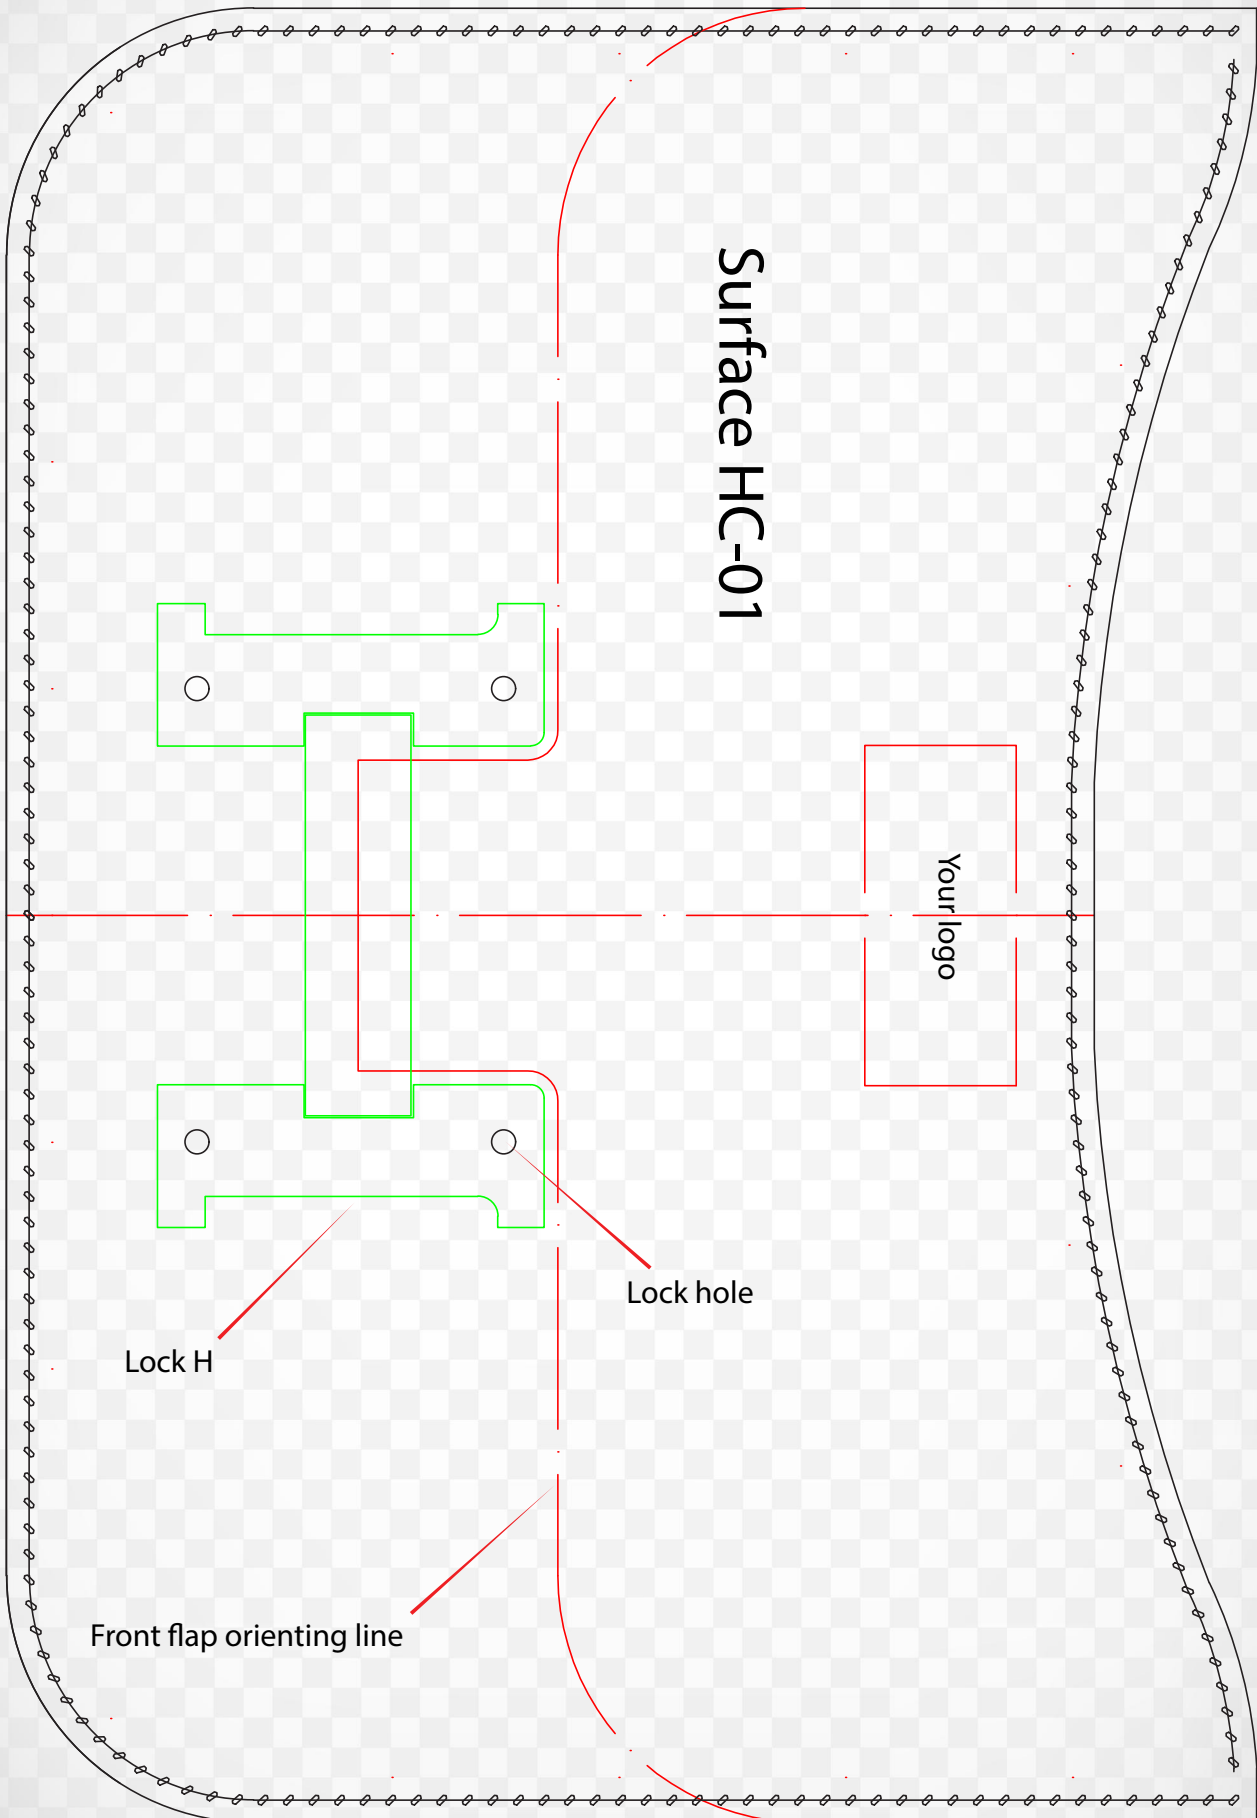 Surface HC-01
Your logo
Lock hole
Lock H
Front flap orienting line